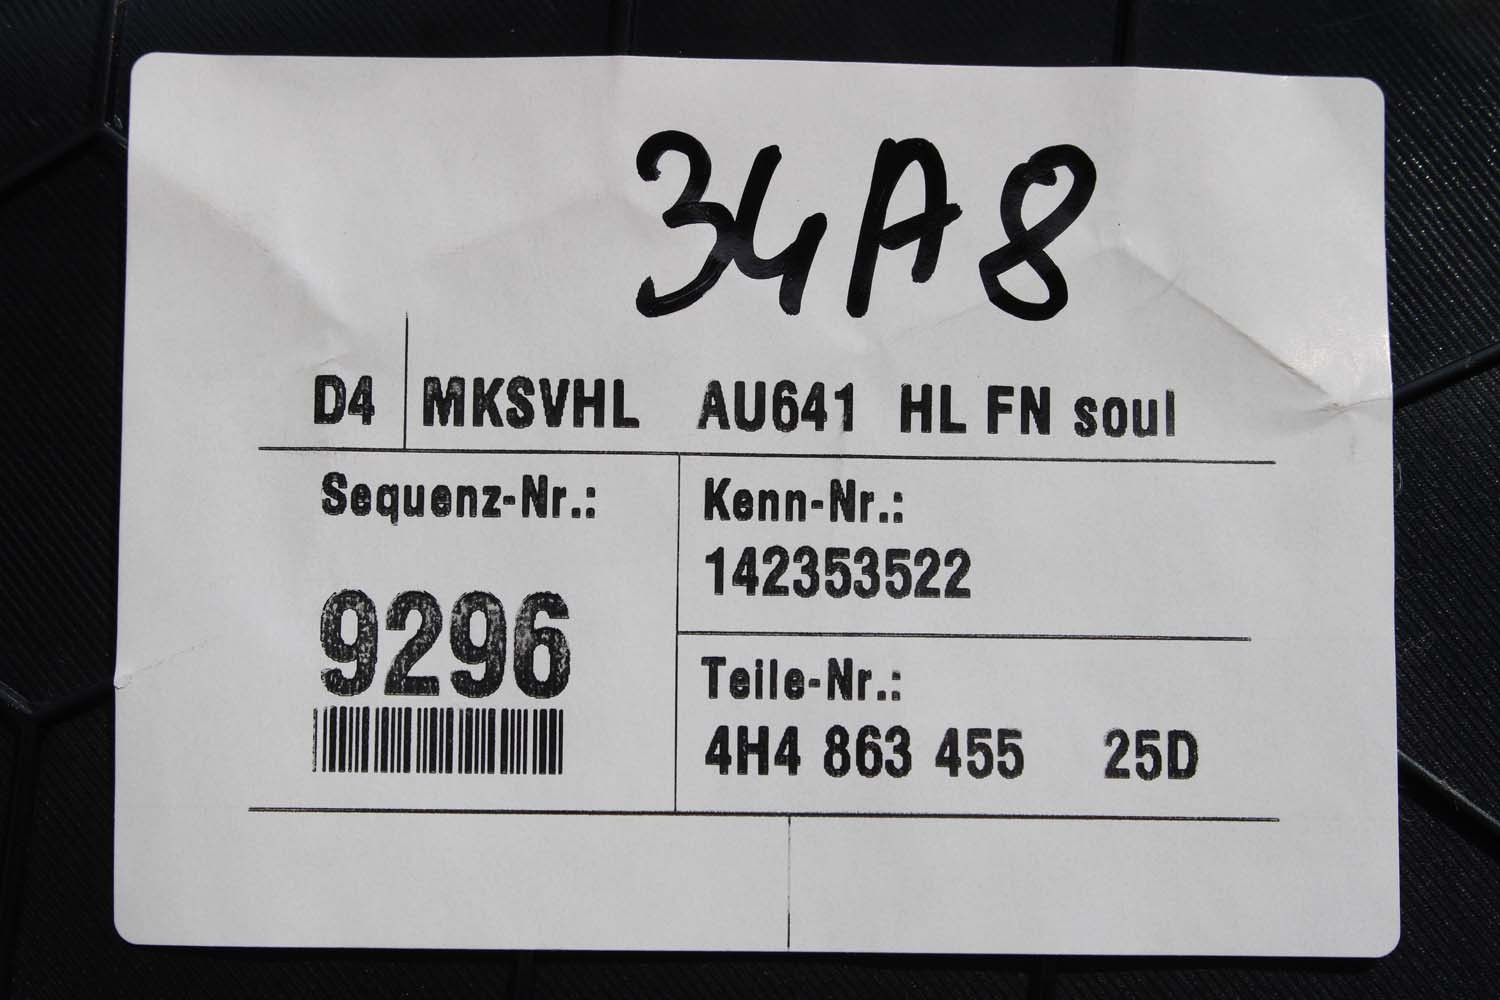 34A8
D4 MKSVHL AU641 HL FN soul
Sequenz-Nr.:
9296
Kenn-Nr.:
142353522
Teile-Nr.:
4H4 863 455 25D